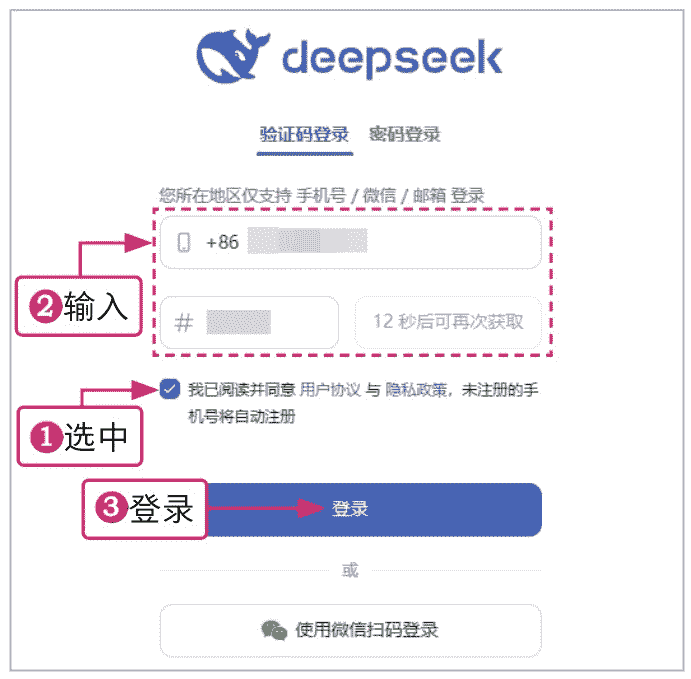 deepseek
验证码登录 密码登录
您所在地区仅支持 手机号 / 微信 / 邮箱 登录
+86
❷输入
# 12 秒后可再次获取
我已阅读并同意 用户协议 与 隐私政策，未注册的手
机号将自动注册
❶选中
❸登录
登录
或
使用微信扫码登录